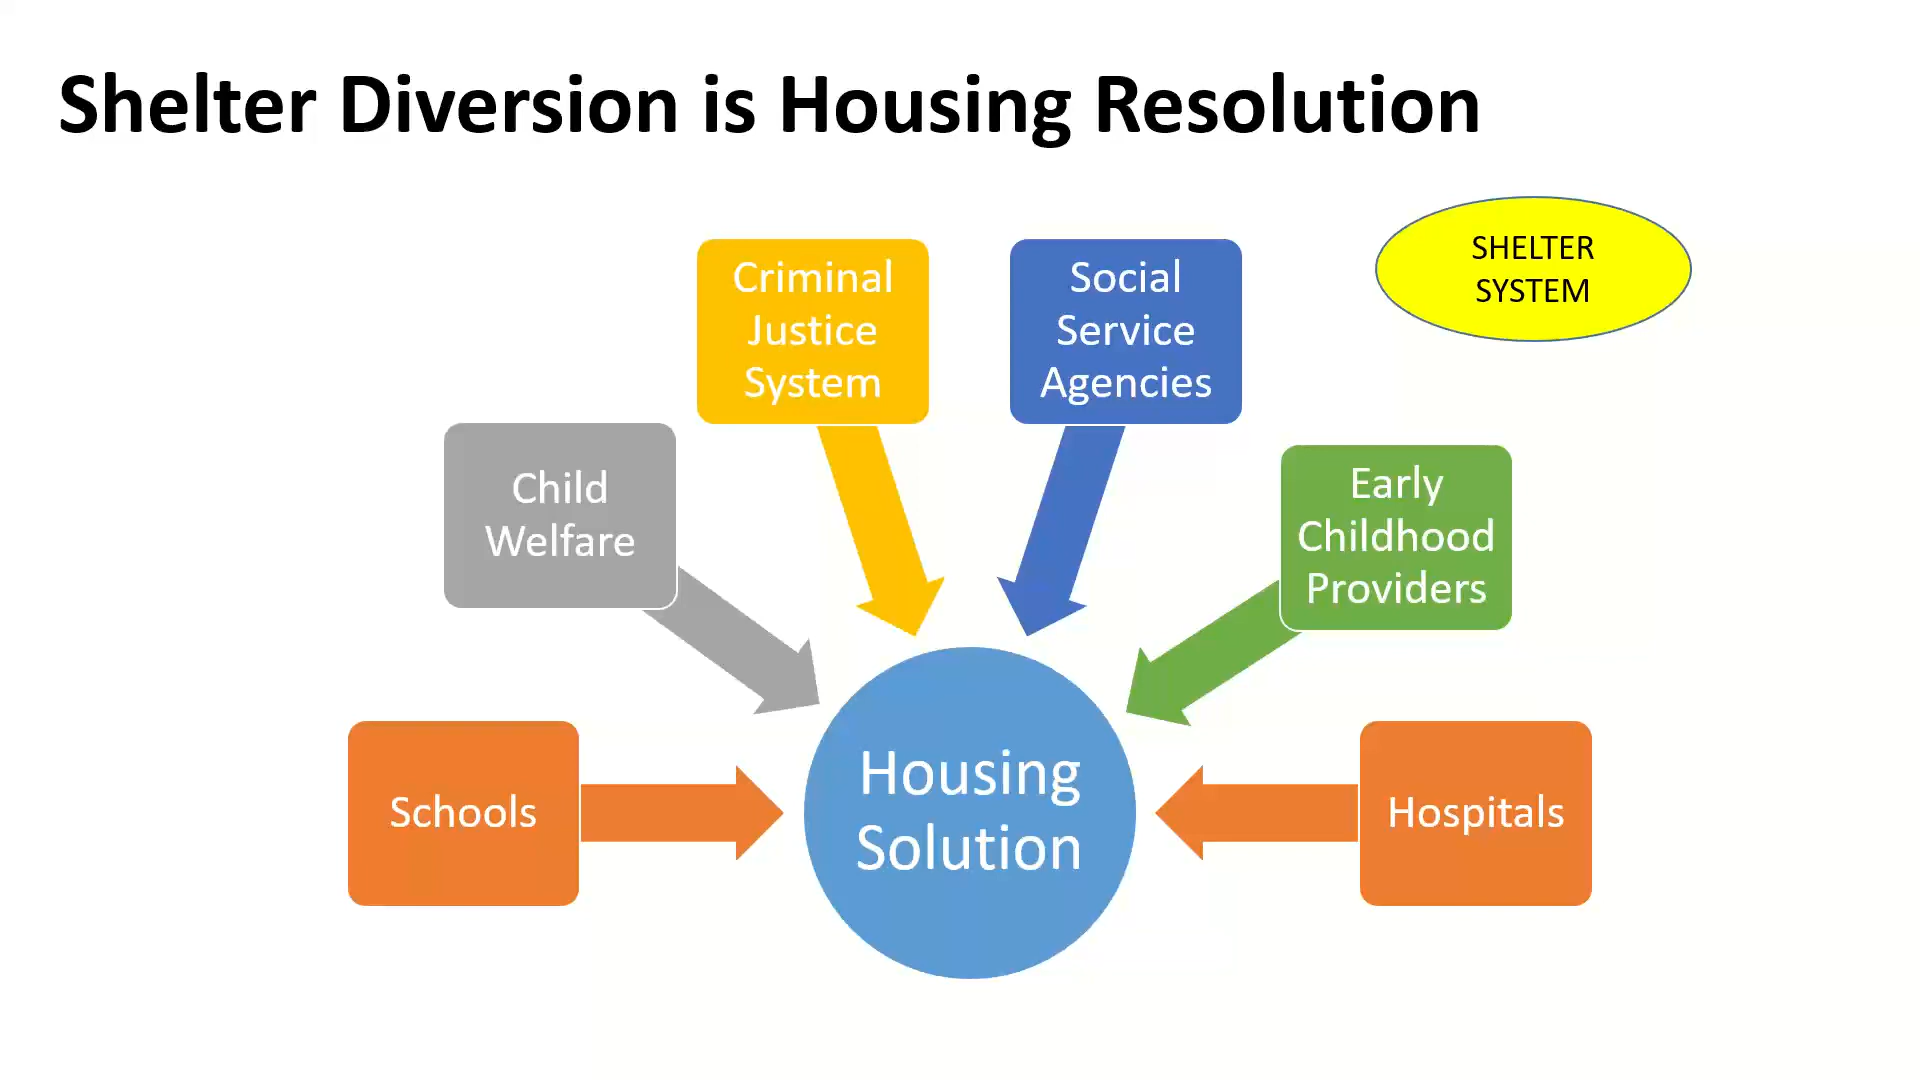 Shelter Diversion is Housing Resolution
SHELTER
SYSTEM
Criminal
Justice
System
Social
Service
Agencies
Child
Welfare
Early
Childhood
Providers
Schools
Housing
Solution
Hospitals